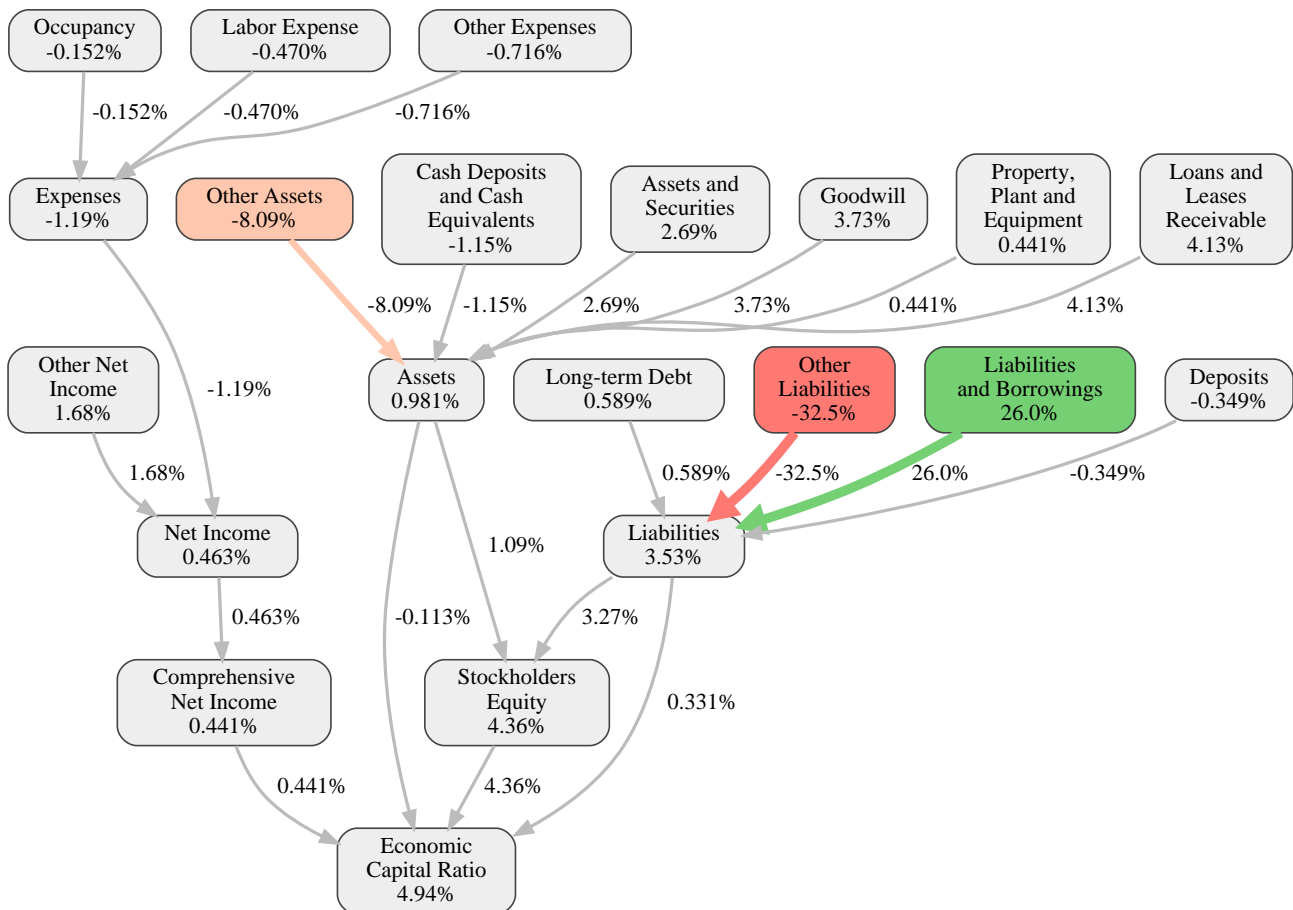 Occupancy
-0.152%
Labor Expense
-0.470%
Other Expenses
-0.716%
-0.152%
-0.470%
-0.716%
Expenses
-1.19%
Other Assets
-8.09%
Cash Deposits
and Cash
Equivalents
-1.15%
Assets and
Securities
2.69%
Goodwill
3.73%
Property,
Plant and
Equipment
0.441%
Loans and
Leases
Receivable
4.13%
-8.09%
-1.15%
2.69%
3.73%
0.441%
4.13%
Other Net
Income
1.68%
-1.19%
Assets
0.981%
Long-term Debt
0.589%
Other
Liabilities
-32.5%
Liabilities
and Borrowings
26.0%
Deposits
-0.349%
1.68%
0.589%
-32.5%
26.0%
-0.349%
Net Income
0.463%
1.09%
Liabilities
3.53%
0.463%
-0.113%
3.27%
Comprehensive
Net Income
0.441%
Stockholders
Equity
4.36%
0.331%
0.441%
4.36%
Economic
Capital Ratio
4.94%